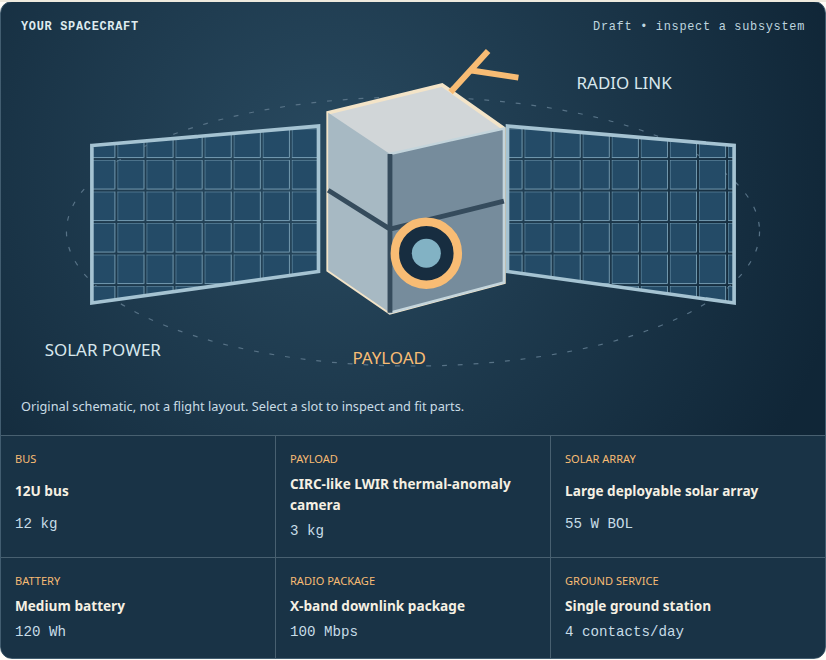 YOUR SPACECRAFT
Draft • inspect a subsystem
RADIO LINK
SOLAR POWER
PAYLOAD
Original schematic, not a flight layout. Select a slot to inspect and fit parts.
BUS
12U bus
12 kg
PAYLOAD
CIRC-like LWIR thermal-anomaly
camera
3 kg
SOLAR ARRAY
Large deployable solar array
55 W BOL
BATTERY
Medium battery
120 Wh
RADIO PACKAGE
X-band downlink package
100 Mbps
GROUND SERVICE
Single ground station
4 contacts/day